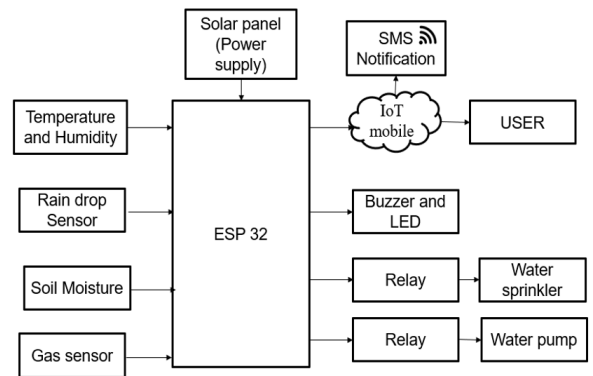 Solar panel
(Power
supply)
SMS
Notification
Temperature
and Humidity
IoT
mobile
USER
Rain drop
Sensor
ESP 32
Buzzer and
LED
Soil Moisture
Relay
Water
sprinkler
Gas sensor
Relay
Water pump